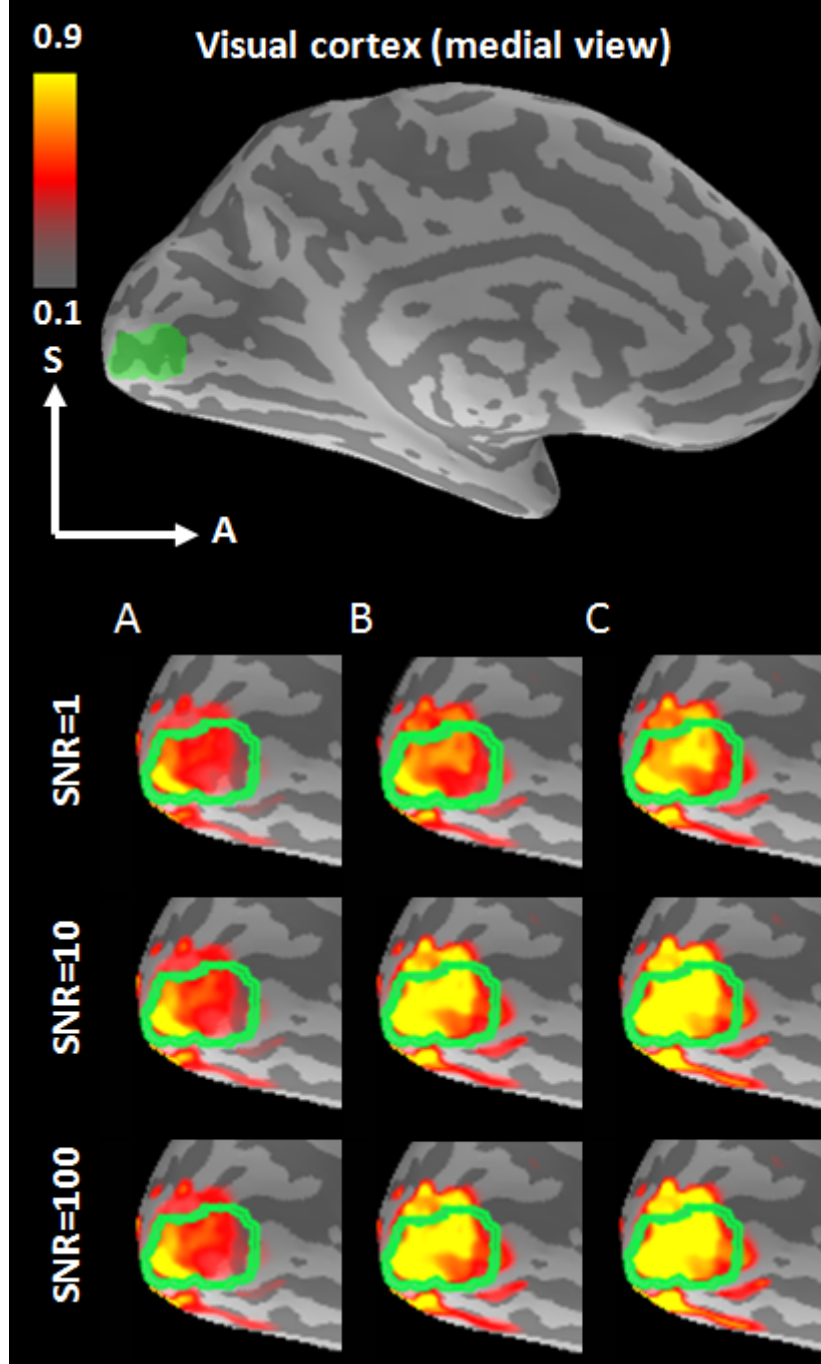 0.9
Visual cortex (medial view)
0.1
S
A
A B C
SNR=1
SNR=10
SNR=100